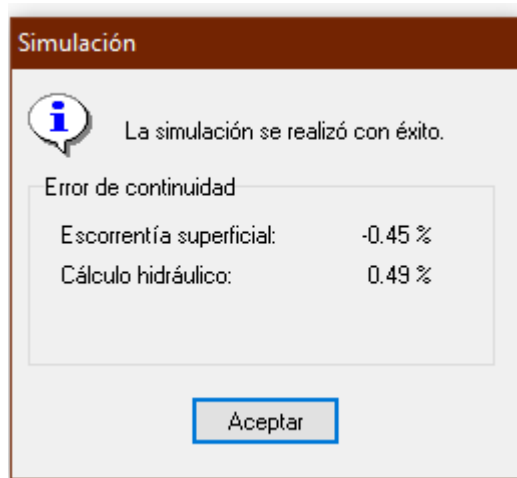 Simulación
La simulación se realizó con éxito.
Error de continuidad
Escorrentía superficial: -0.45 %
Cálculo hidráulico: 0.49 %
Aceptar